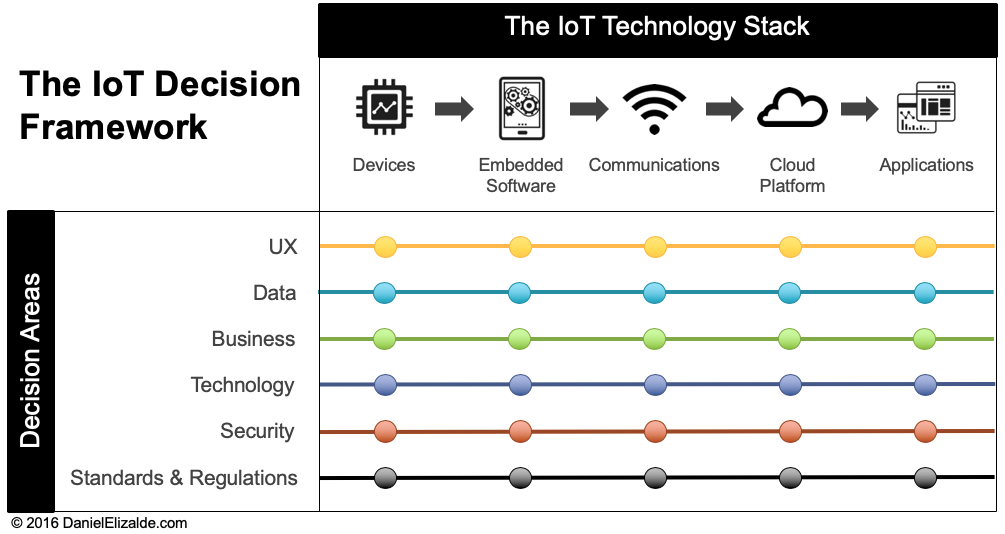 The IoT Technology Stack
The IoT Decision
Framework
Devices
Embedded
Software
Communications
Cloud
Platform
Applications
Decision Areas
UX
Data
Business
Technology
Security
Standards & Regulations
© 2016 DanielElizalde.com